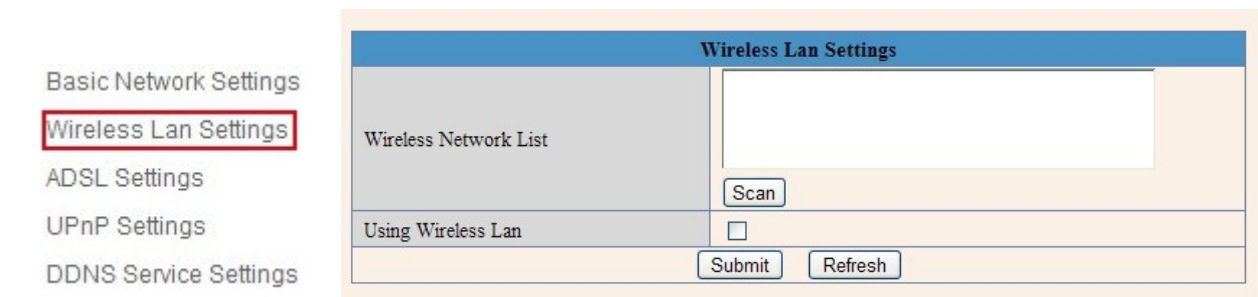 Basic Network Settings
Wireless Lan Settings
ADSL Settings
UPnP Settings
DDNS Service Settings
Wireless Lan Settings
Wireless Network List
Scan
Using Wireless Lan
Submit Refresh